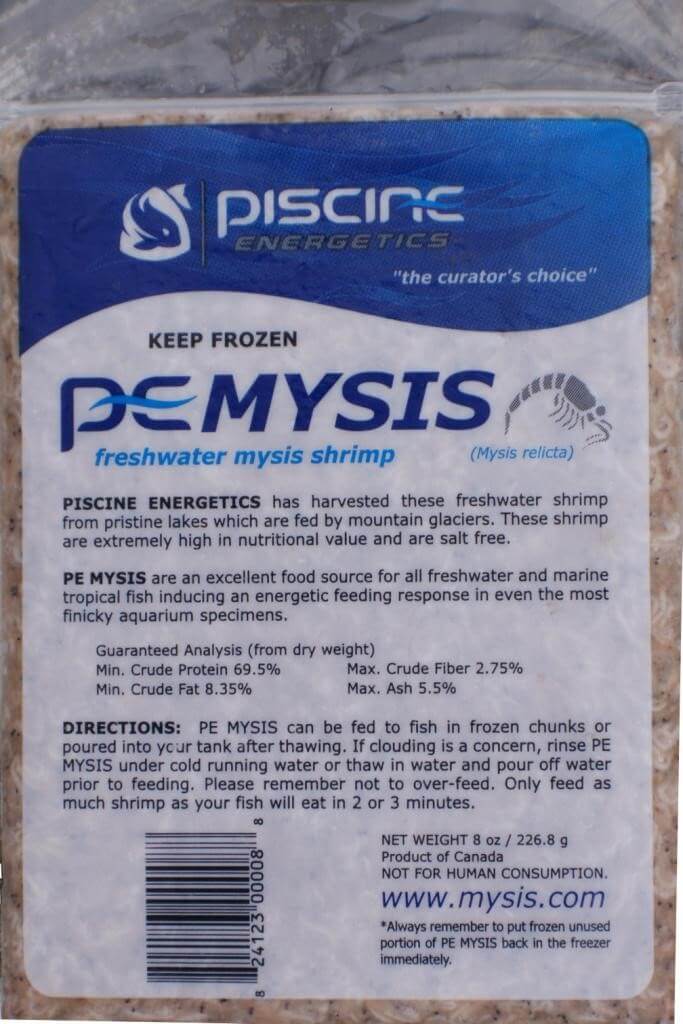 PISCINE
ENERGETICS
"the curator's choice"
KEEP FROZEN
PE MYSIS
freshwater mysis shrimp
(Mysis relicta)
PISCINE ENERGETICS has harvested these freshwater shrimp
from pristine lakes which are fed by mountain glaciers. These shrimp
are extremely high in nutritional value and are salt free.
PE MYSIS are an excellent food source for all freshwater and marine
tropical fish inducing an energetic feeding response in even the most
finicky aquarium specimens.
Guaranteed Analysis (from dry weight)
Min. Crude Protein 69.5% Max. Crude Fiber 2.75%
Min. Crude Fat 8.35% Max. Ash 5.5%
DIRECTIONS: PE MYSIS can be fed to fish in frozen chunks or
poured into your tank after thawing. If clouding is a concern, rinse PE
MYSIS under cold running water or thaw in water and pour off water
prior to feeding. Please remember not to over-feed. Only feed as
much shrimp as your fish will eat in 2 or 3 minutes.
8 24123 00008 8
NET WEIGHT 8 oz / 226.8 g
Product of Canada
NOT FOR HUMAN CONSUMPTION.
www.mysis.com
*Always remember to put frozen unused
portion of PE MYSIS back in the freezer
immediately.